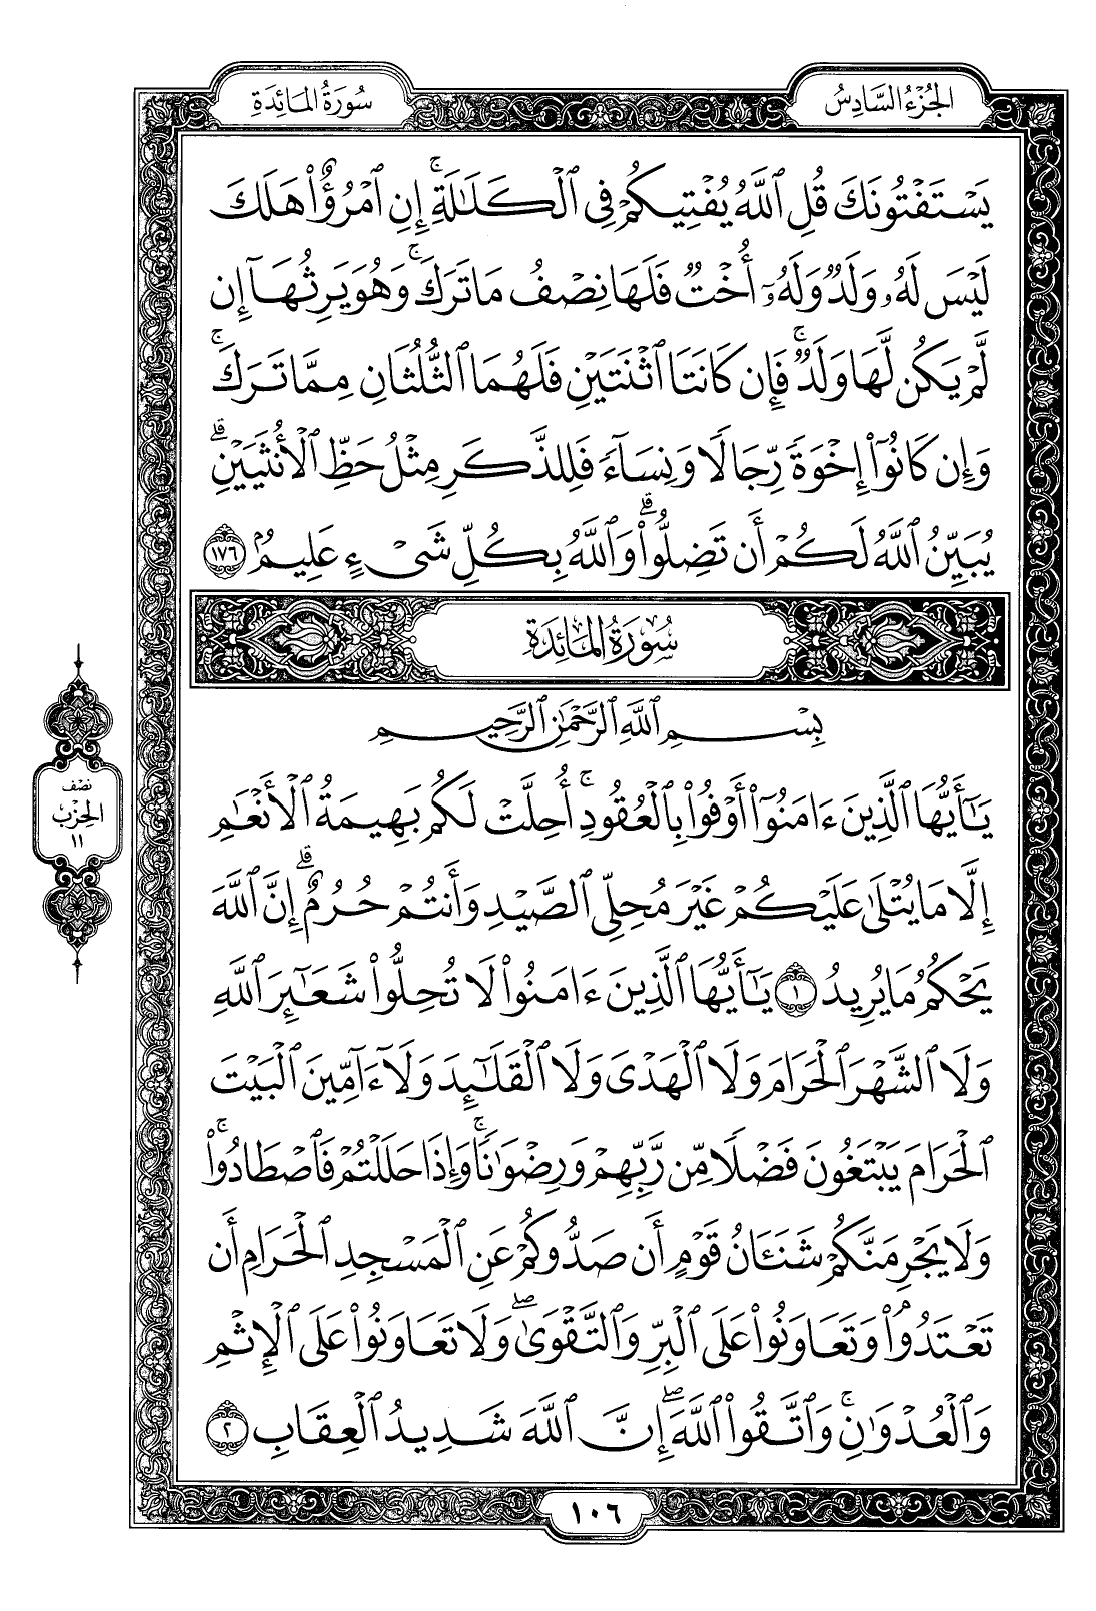 الجُزْءُ السَّادِسُ
سُورَةُ المَائِدَةِ
يَسْتَفْتُونَكَ قُلِ ٱللَّهُ يُفْتِيكُمْ فِى ٱلْكَلَٰلَةِ ۚ إِنِ ٱمْرُؤٌا۟ هَلَكَ
لَيْسَ لَهُۥ وَلَدٌ وَلَهُۥٓ أُخْتٌ فَلَهَا نِصْفُ مَا تَرَكَ ۚ وَهُوَ يَرِثُهَآ إِن
لَّمْ يَكُن لَّهَا وَلَدٌ ۚ فَإِن كَانَتَا ٱثْنَتَيْنِ فَلَهُمَا ٱلثُّلُثَانِ مِمَّا تَرَكَ ۚ
وَإِن كَانُوٓا۟ إِخْوَةً رِّجَالًا وَنِسَآءً فَلِلذَّكَرِ مِثْلُ حَظِّ ٱلْأُنثَيَيْنِ ۗ
يُبَيِّنُ ٱللَّهُ لَكُمْ أَن تَضِلُّوا۟ ۗ وَٱللَّهُ بِكُلِّ شَىْءٍ عَلِيمٌۢ ١٧٦
سُورَةُ المَائِدَةِ
بِسْمِ ٱللَّهِ ٱلرَّحْمَٰنِ ٱلرَّحِيمِ
يَٰٓأَيُّهَا ٱلَّذِينَ ءَامَنُوٓا۟ أَوْفُوا۟ بِٱلْعُقُودِ ۚ أُحِلَّتْ لَكُم بَهِيمَةُ ٱلْأَنْعَٰمِ
إِلَّا مَا يُتْلَىٰ عَلَيْكُمْ غَيْرَ مُحِلِّى ٱلصَّيْدِ وَأَنتُمْ حُرُمٌ ۗ إِنَّ ٱللَّهَ
يَحْكُمُ مَا يُرِيدُ ١ يَٰٓأَيُّهَا ٱلَّذِينَ ءَامَنُوا۟ لَا تُحِلُّوا۟ شَعَٰٓئِرَ ٱللَّهِ
وَلَا ٱلشَّهْرَ ٱلْحَرَامَ وَلَا ٱلْهَدْىَ وَلَا ٱلْقَلَٰٓئِدَ وَلَآ ءَآمِّينَ ٱلْبَيْتَ
ٱلْحَرَامَ يَبْتَغُونَ فَضْلًا مِّن رَّبِّهِمْ وَرِضْوَٰنًا ۚ وَإِذَا حَلَلْتُمْ فَٱصْطَادُوا۟ ۚ
وَلَا يَجْرِمَنَّكُمْ شَنَـَٔانُ قَوْمٍ أَن صَدُّوكُمْ عَنِ ٱلْمَسْجِدِ ٱلْحَرَامِ أَن
تَعْتَدُوا۟ ۘ وَتَعَاوَنُوا۟ عَلَى ٱلْبِرِّ وَٱلتَّقْوَىٰ ۖ وَلَا تَعَاوَنُوا۟ عَلَى ٱلْإِثْمِ
وَٱلْعُدْوَٰنِ ۚ وَٱتَّقُوا۟ ٱللَّهَ ۖ إِنَّ ٱللَّهَ شَدِيدُ ٱلْعِقَابِ ٢
نصف
الحزب
١١
١٠٦